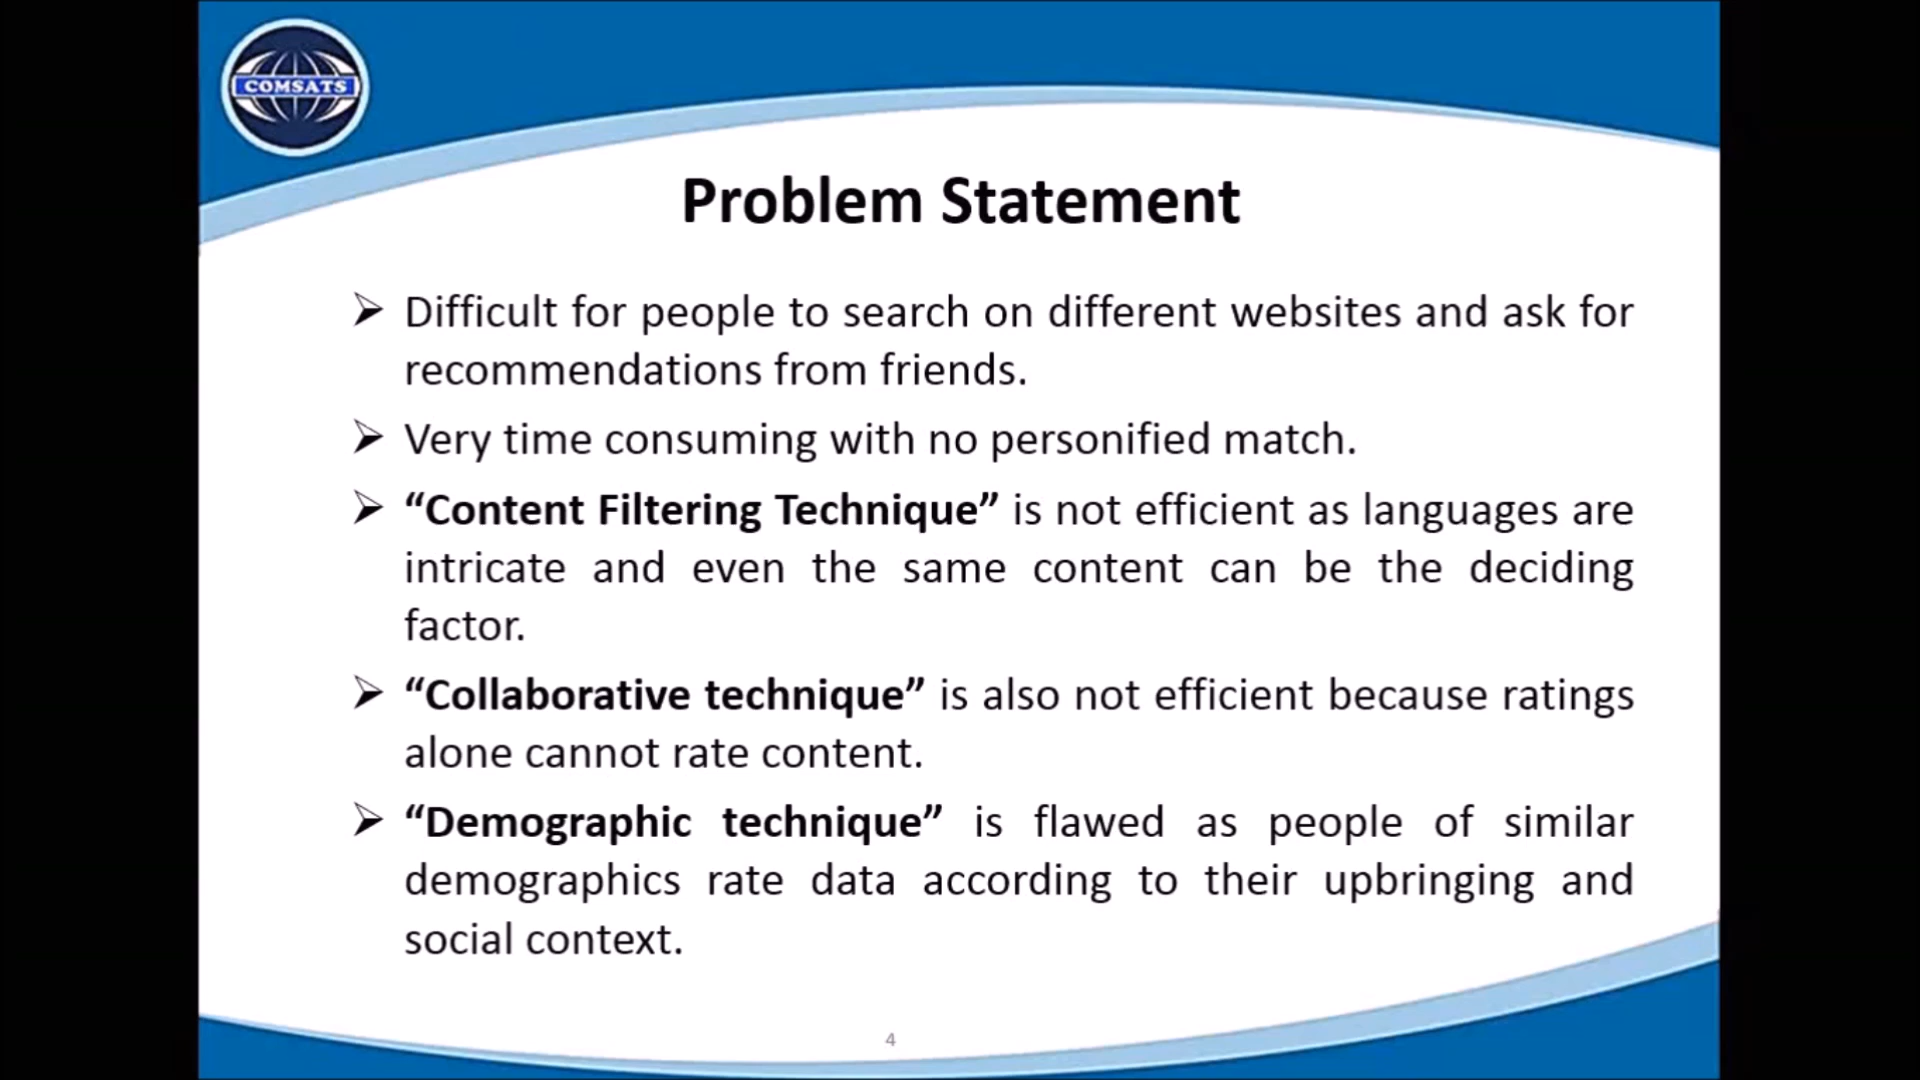 COMSATS
Problem Statement
➢ Difficult for people to search on different websites and ask for
recommendations from friends.
➢ Very time consuming with no personified match.
➢ “Content Filtering Technique” is not efficient as languages are
intricate and even the same content can be the deciding
factor.
➢ “Collaborative technique” is also not efficient because ratings
alone cannot rate content.
➢ “Demographic technique” is flawed as people of similar
demographics rate data according to their upbringing and
social context.
4